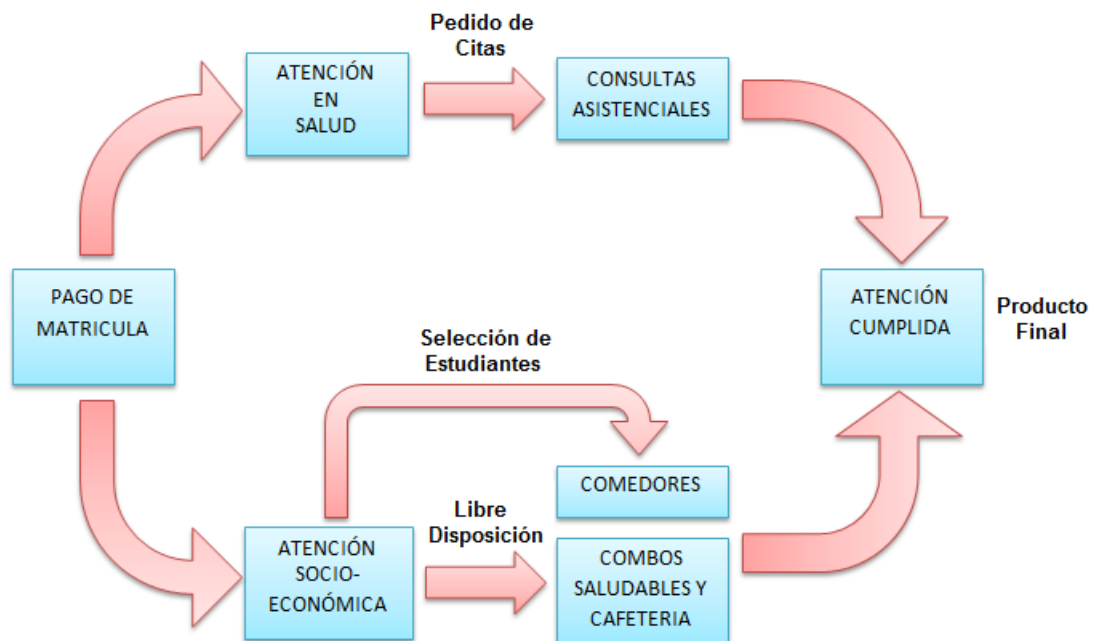 Pedido de
Citas
ATENCIÓN
EN
SALUD
CONSULTAS
ASISTENCIALES
PAGO DE
MATRICULA
ATENCIÓN
CUMPLIDA
Producto
Final
Selección de
Estudiantes
COMEDORES
Libre
Disposición
ATENCIÓN
SOCIO-
ECONÓMICA
COMBOS
SALUDABLES Y
CAFETERIA